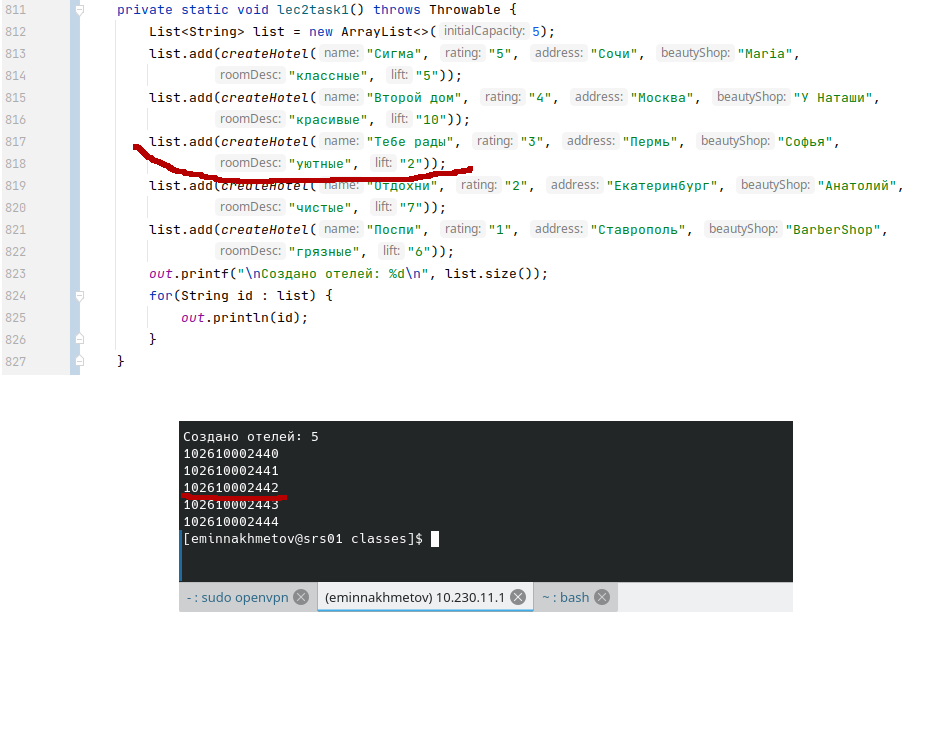 811 private static void lec2task1() throws Throwable {
812 List<String> list = new ArrayList<>( initialCapacity: 5);
813 list.add(createHotel( name: "Сигма", rating: "5", address: "Сочи", beautyShop: "Maria",
814 roomDesc: "классные", lift: "5"));
815 list.add(createHotel( name: "Второй дом", rating: "4", address: "Москва", beautyShop: "У Наташи",
816 roomDesc: "красивые", lift: "10"));
817 list.add(createHotel( name: "Тебе рады", rating: "3", address: "Пермь", beautyShop: "Софья",
818 roomDesc: "уютные", lift: "2"));
819 list.add(createHotel( name: "Отдохни", rating: "2", address: "Екатеринбург", beautyShop: "Анатолий",
820 roomDesc: "чистые", lift: "7"));
821 list.add(createHotel( name: "Поспи", rating: "1", address: "Ставрополь", beautyShop: "BarberShop",
822 roomDesc: "грязные", lift: "6"));
823 out.printf("\nСоздано отелей: %d\n", list.size());
824 for(String id : list) {
825 out.println(id);
826 }
827 }
Создано отелей: 5
102610002440
102610002441
102610002442
102610002443
102610002444
[eminnakhmetov@srs01 classes]$
- : sudo openvpn (eminnakhmetov) 10.230.11.1 ~ : bash